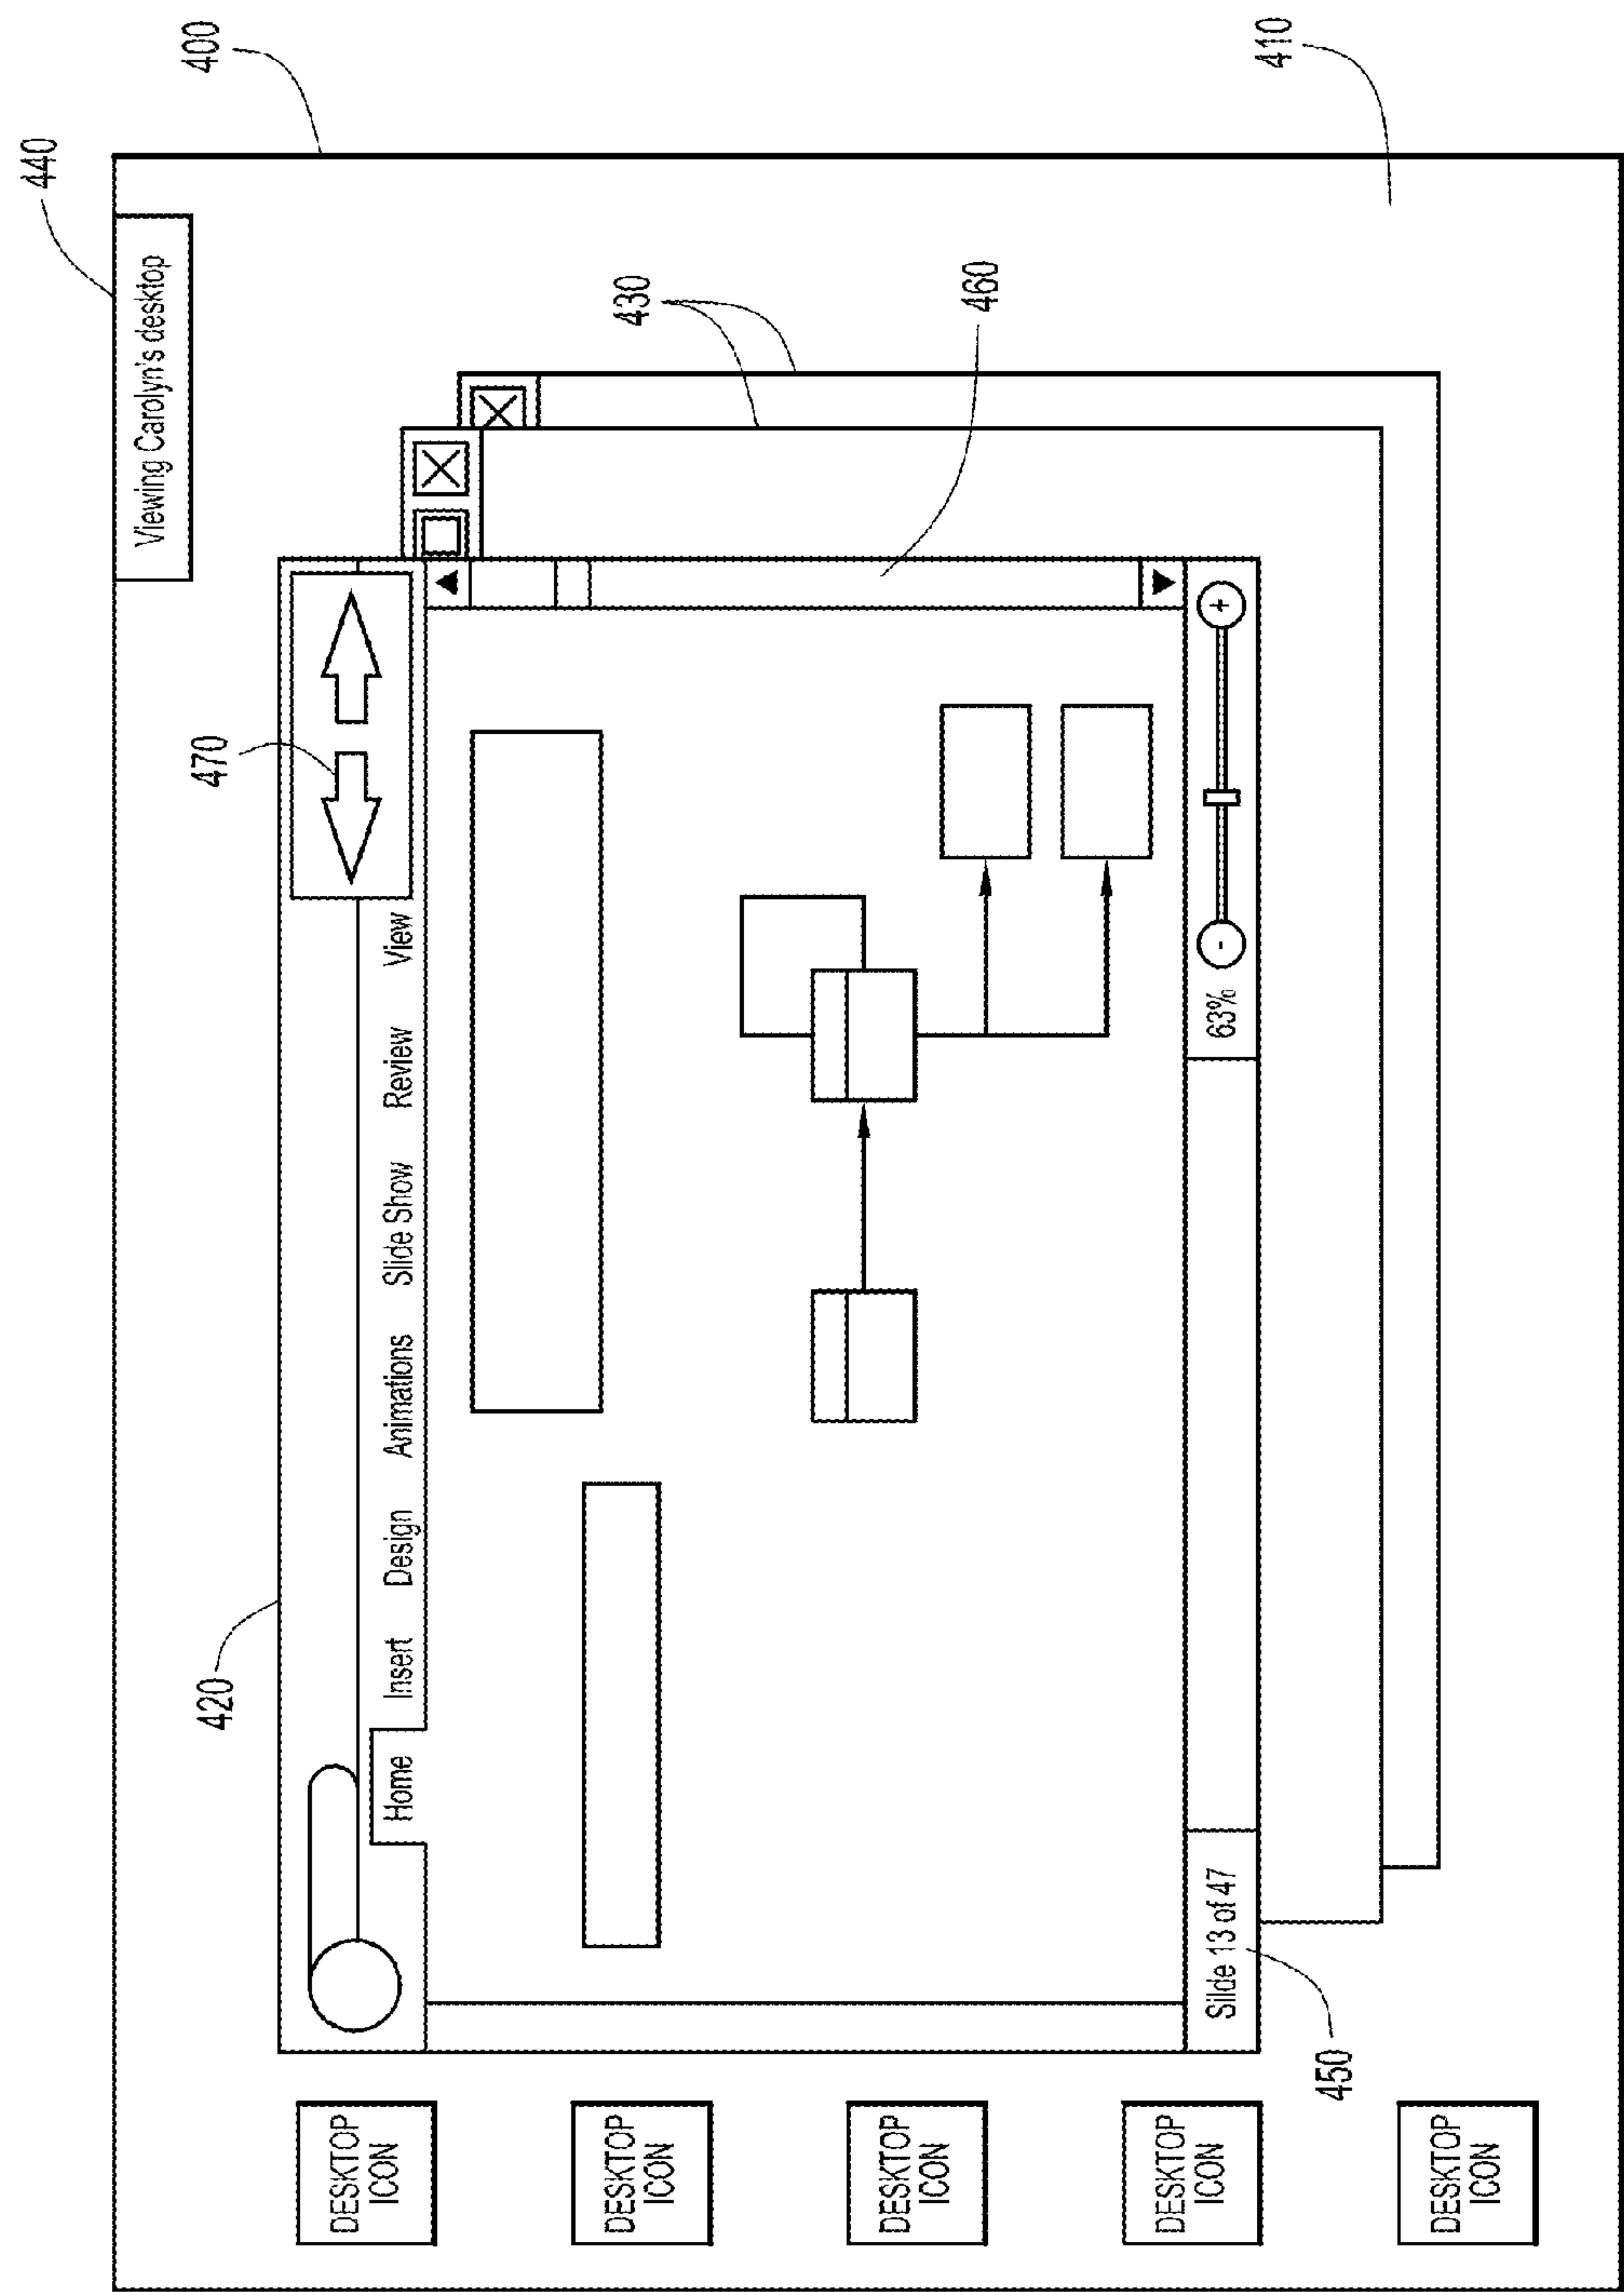 440
400
Viewing Carolyn's desktop
420
470
Home Insert Design Animations Slide Show Review View
430
460
DESKTOP
ICON
DESKTOP
ICON
DESKTOP
ICON
DESKTOP
ICON
DESKTOP
ICON
Silde 13 of 47
63% - +
450
410